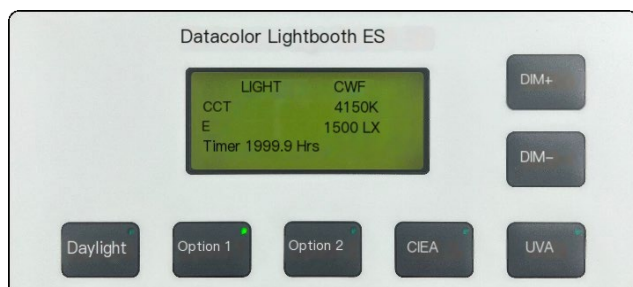 Datacolor Lightbooth ES
LIGHT CWF
CCT 4150K
E 1500 LX
Timer 1999.9 Hrs
DIM+
DIM-
Daylight
Option 1
Option 2
CIEA
UVA